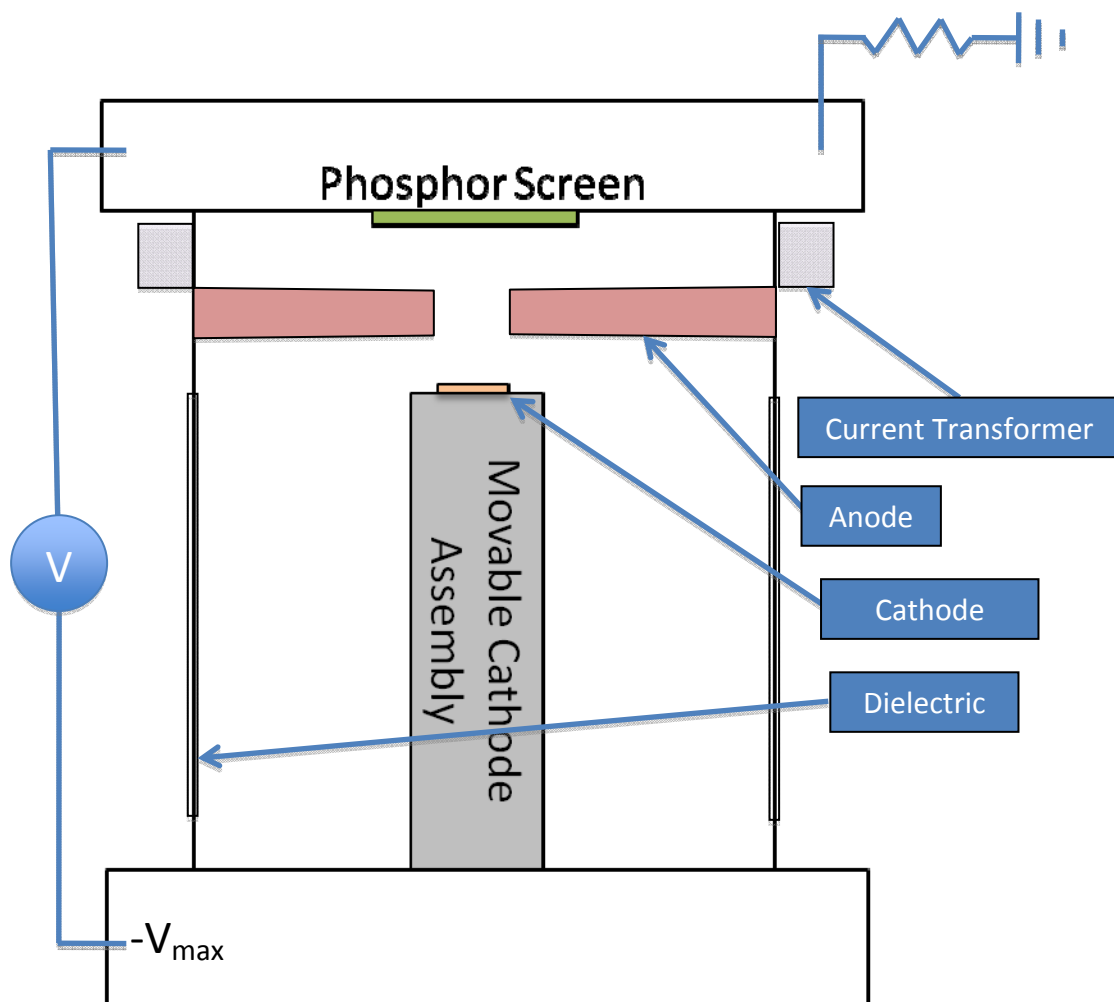 Phosphor Screen
Current Transformer
Anode
V
Movable Cathode
Assembly
Cathode
Dielectric
-Vmax